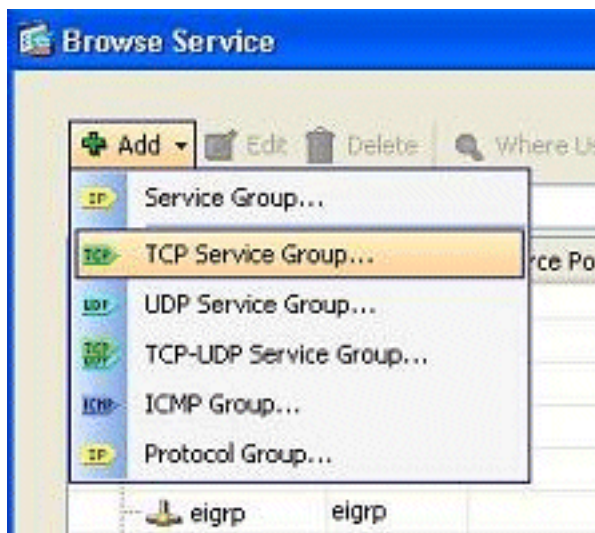 Browse Service
Add Edit Delete Where Us
IP Service Group...
TCP TCP Service Group... rce Po
UDP UDP Service Group...
TCP UDP TCP-UDP Service Group...
ICMP ICMP Group...
IP Protocol Group...
eigrp eigrp